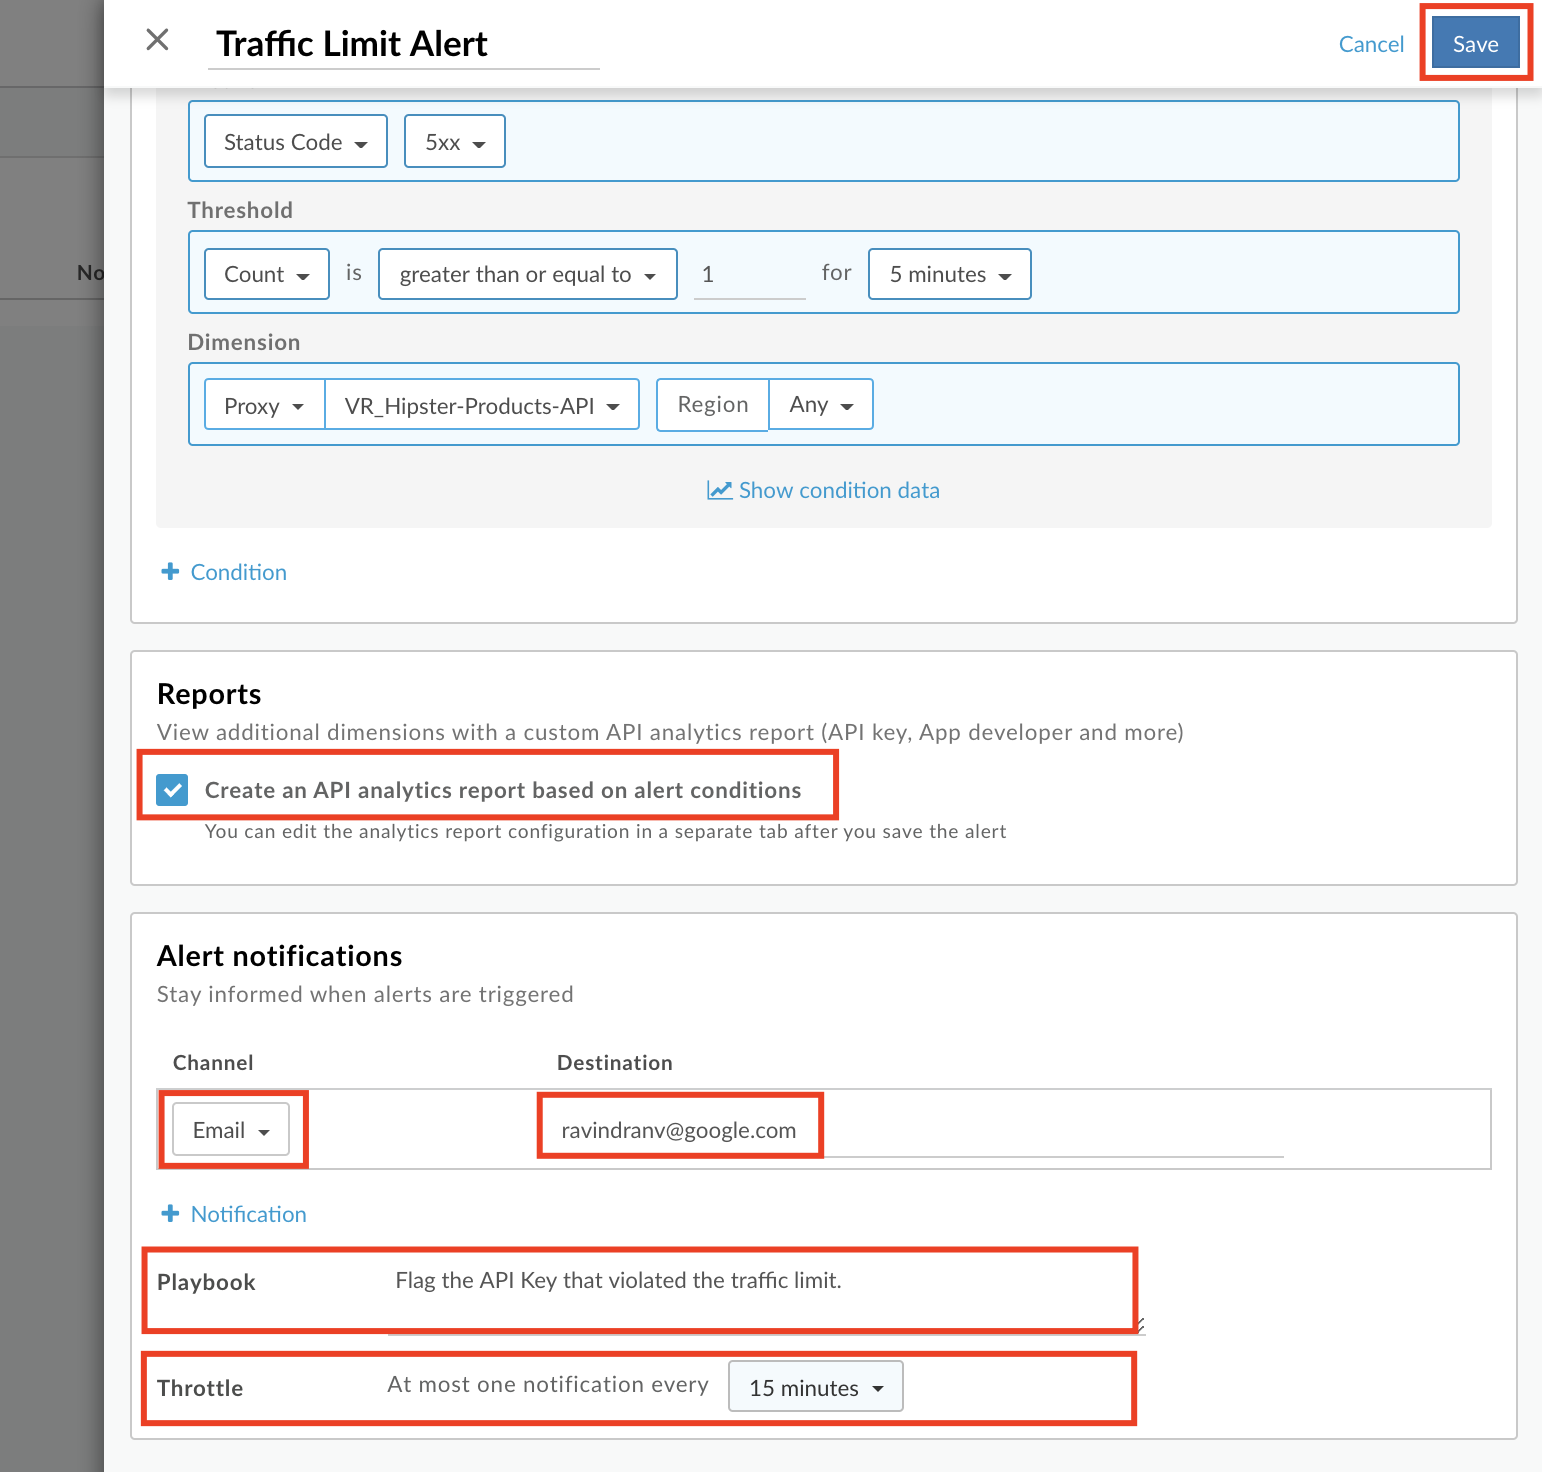 Traffic Limit Alert
Cancel
Save
Status Code
5xx
Threshold
No
Count is greater than or equal to 1 for 5 minutes
Dimension
Proxy VR_Hipster-Products-API Region Any
Show condition data
+ Condition
Reports
View additional dimensions with a custom API analytics report (API key, App developer and more)
Create an API analytics report based on alert conditions
You can edit the analytics report configuration in a separate tab after you save the alert
Alert notifications
Stay informed when alerts are triggered
Channel Destination
Email ravindranv@google.com
+ Notification
Playbook Flag the API Key that violated the traffic limit.
Throttle At most one notification every 15 minutes